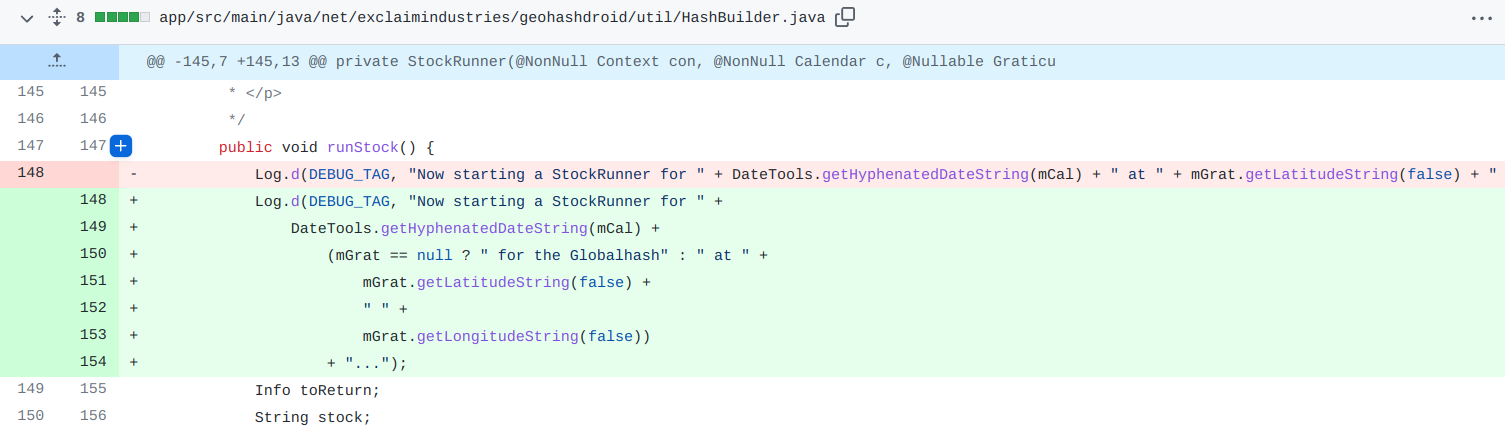 8 app/src/main/java/net/exclaimindustries/geohashdroid/util/HashBuilder.java
@@ -145,7 +145,13 @@ private StockRunner(@NonNull Context con, @NonNull Calendar c, @Nullable Graticu
145 145 * </p>
146 146 */
147 147 + public void runStock() {
148 - Log.d(DEBUG_TAG, "Now starting a StockRunner for " + DateTools.getHyphenatedDateString(mCal) + " at " + mGrat.getLatitudeString(false) + "
148 + Log.d(DEBUG_TAG, "Now starting a StockRunner for " +
149 + DateTools.getHyphenatedDateString(mCal) +
150 + (mGrat == null ? " for the Globalhash" : " at " +
151 + mGrat.getLatitudeString(false) +
152 + " " +
153 + mGrat.getLongitudeString(false))
154 + + "...");
149 155 Info toReturn;
150 156 String stock;